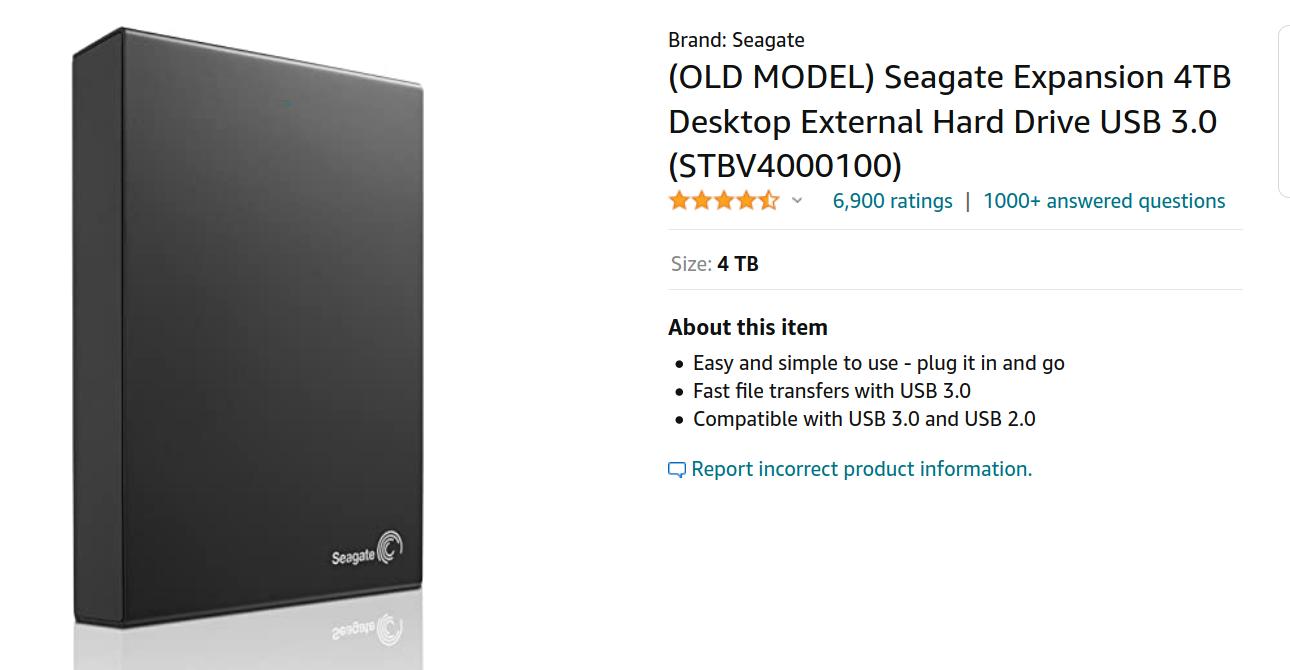 Brand: Seagate
(OLD MODEL) Seagate Expansion 4TB
Desktop External Hard Drive USB 3.0
(STBV4000100)
6,900 ratings | 1000+ answered questions
Size: 4 TB
About this item
• Easy and simple to use - plug it in and go
• Fast file transfers with USB 3.0
• Compatible with USB 3.0 and USB 2.0
Report incorrect product information.
Seagate